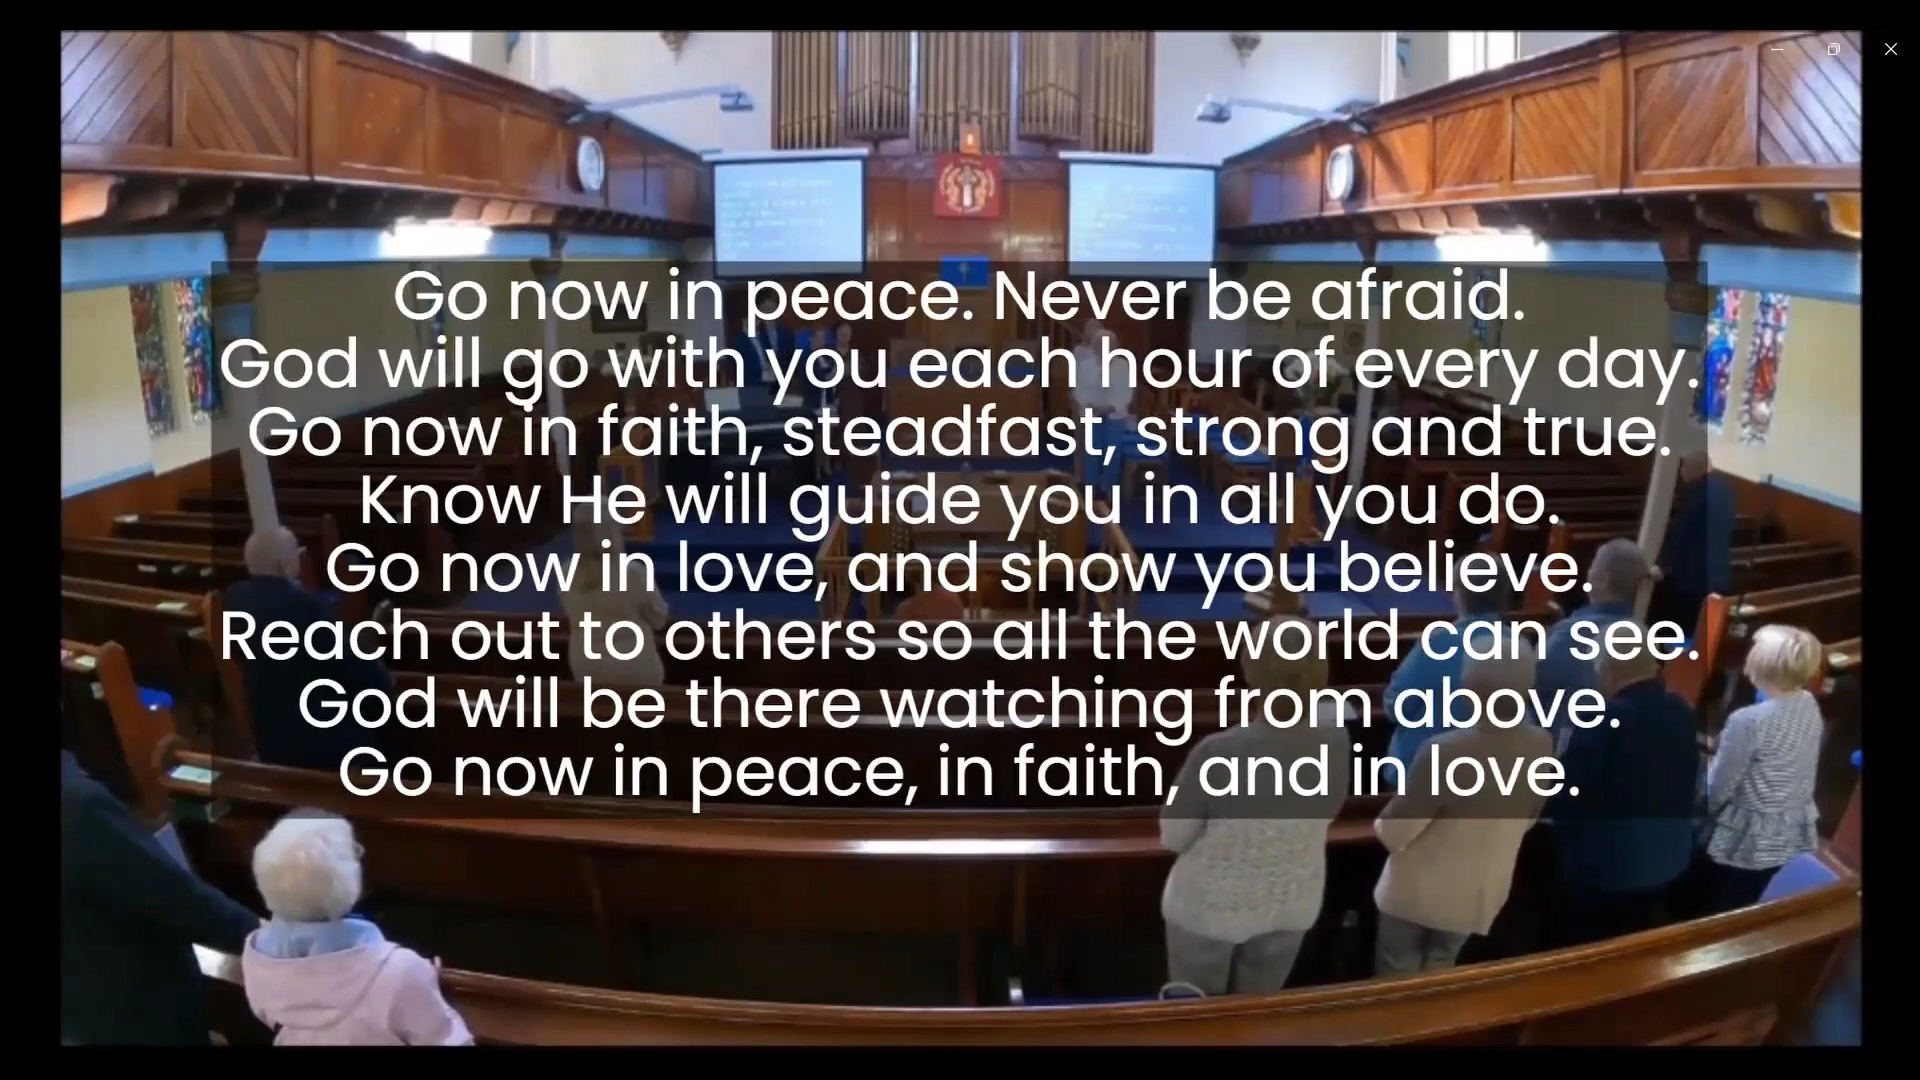 Go now in peace. Never be afraid.
God will go with you each hour of every day.
Go now in faith, steadfast, strong and true.
Know He will guide you in all you do.
Go now in love, and show you believe.
Reach out to others so all the world can see.
God will be there watching from above.
Go now in peace, in faith, and in love.